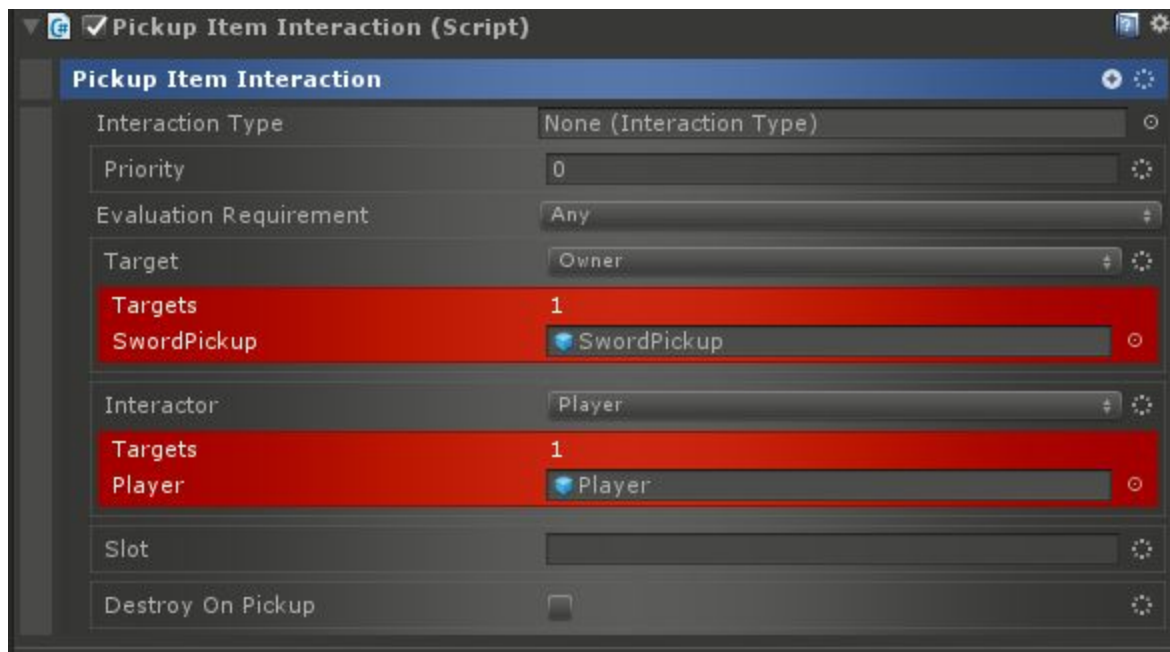 Pickup Item Interaction (Script)
Pickup Item Interaction
Interaction Type None (Interaction Type)
Priority 0
Evaluation Requirement Any
Target Owner
Targets 1
SwordPickup SwordPickup
Interactor Player
Targets 1
Player Player
Slot
Destroy On Pickup